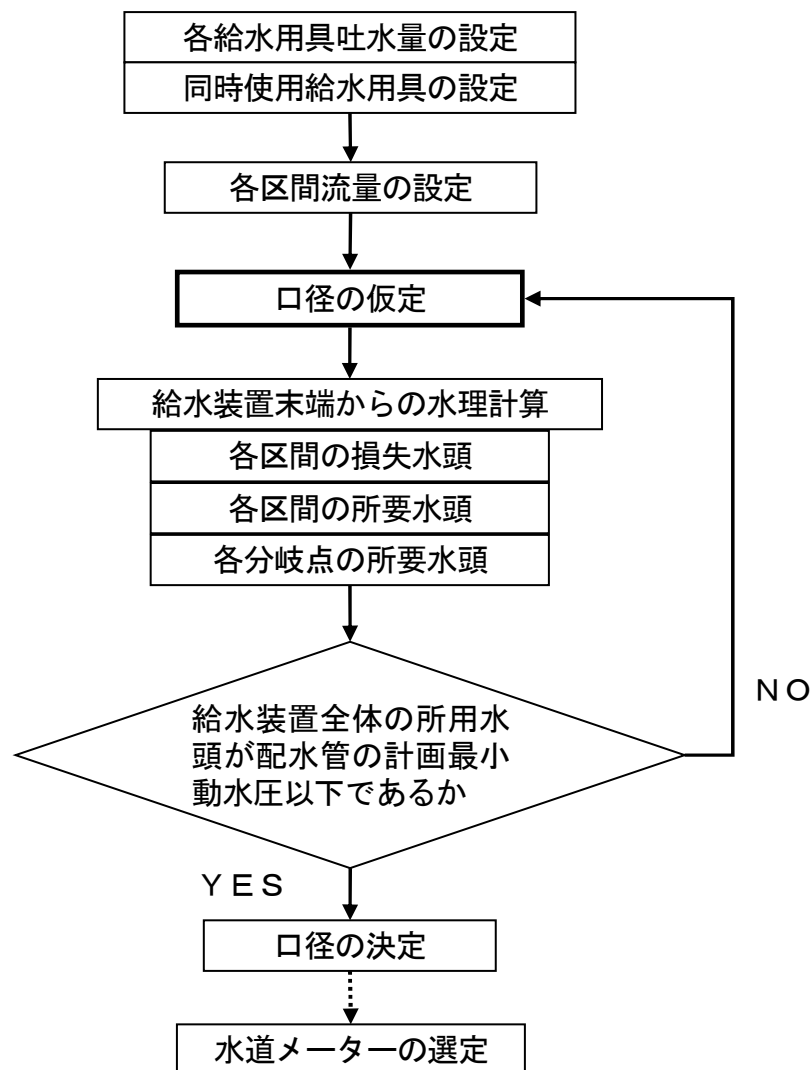 各給水用具吐水量の設定
同時使用給水用具の設定
各区間流量の設定
口径の仮定
給水装置末端からの水理計算
各区間の損失水頭
各区間の所要水頭
各分岐点の所要水頭
給水装置全体の所用水
頭が配水管の計画最小
動水圧以下であるか
ＮＯ
ＹＥＳ
口径の決定
水道メーターの選定